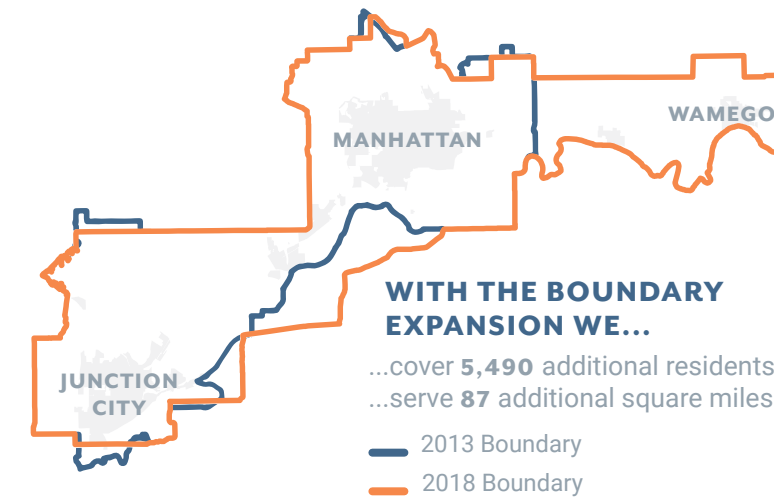 WAMEGO
MANHATTAN
WITH THE BOUNDARY
EXPANSION WE...
...cover 5,490 additional residents
...serve 87 additional square miles
JUNCTION
CITY
2013 Boundary
2018 Boundary